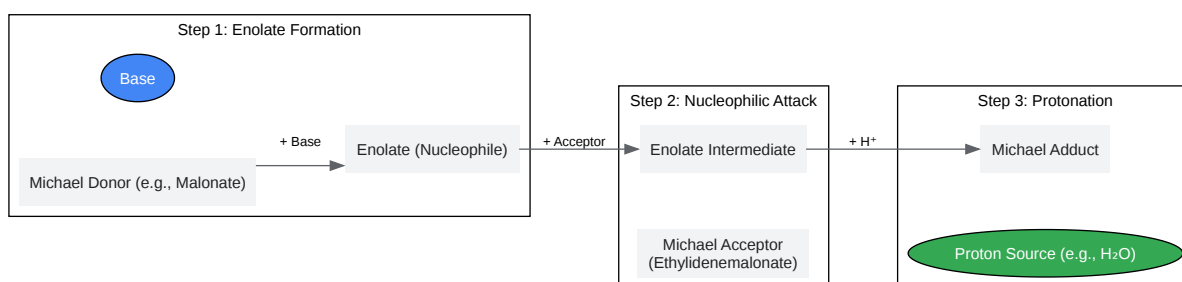 Step 1: Enolate Formation
Base
Michael Donor (e.g., Malonate)
+ Base
Enolate (Nucleophile)
+ Acceptor
Step 2: Nucleophilic Attack
Enolate Intermediate
Michael Acceptor
(Ethylidenemalonate)
+ H⁺
Step 3: Protonation
Michael Adduct
Proton Source (e.g., H₂O)